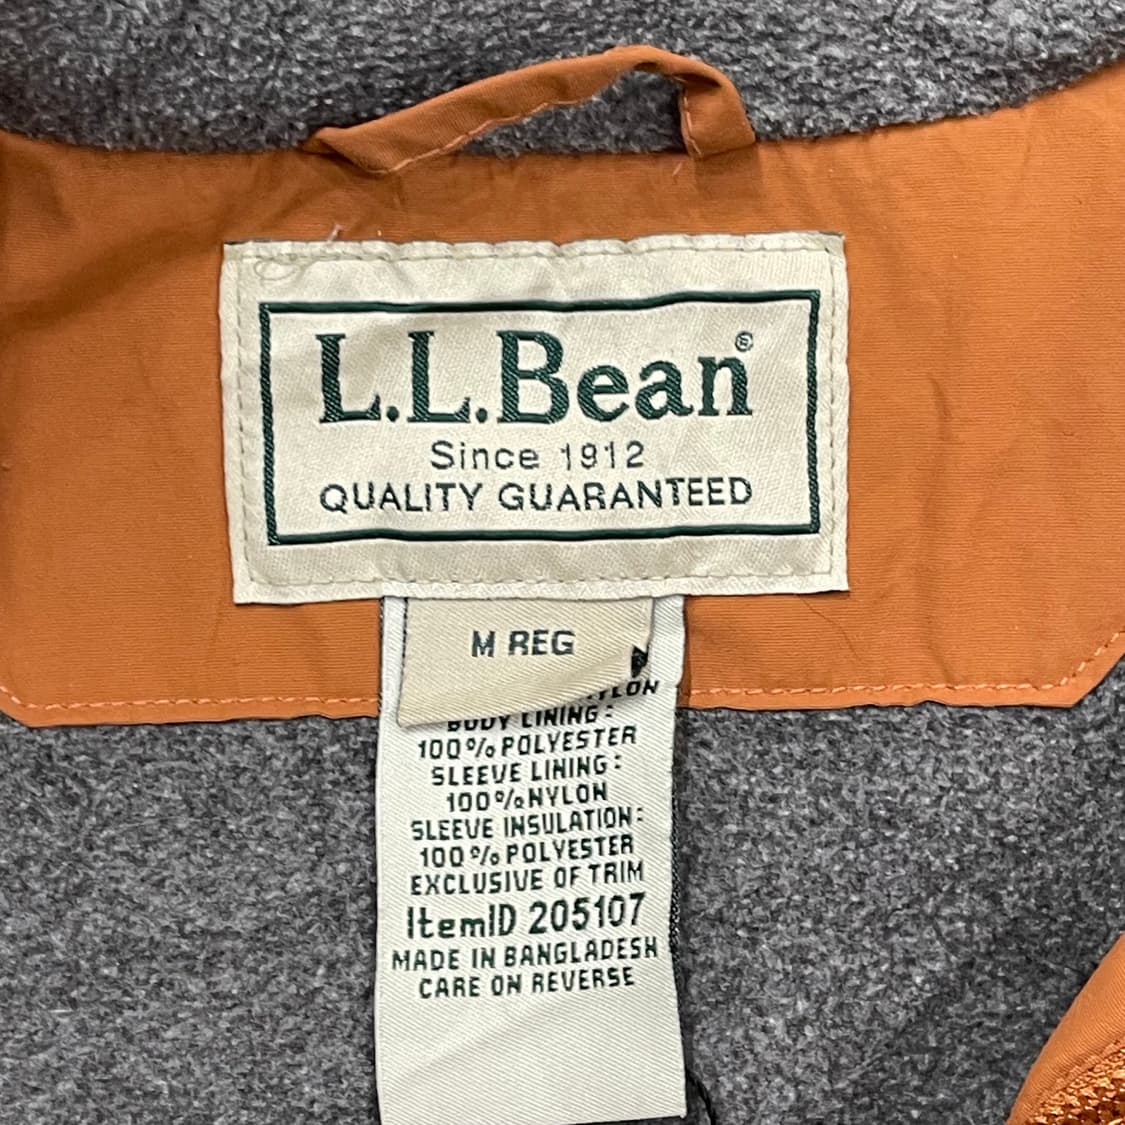 L.L.Bean®
Since 1912
QUALITY GUARANTEED
M REG
BODY LINING:
100% POLYESTER
SLEEVE LINING:
100% NYLON
SLEEVE INSULATION:
100% POLYESTER
EXCLUSIVE OF TRIM
ItemID 205107
MADE IN BANGLADESH
CARE ON REVERSE